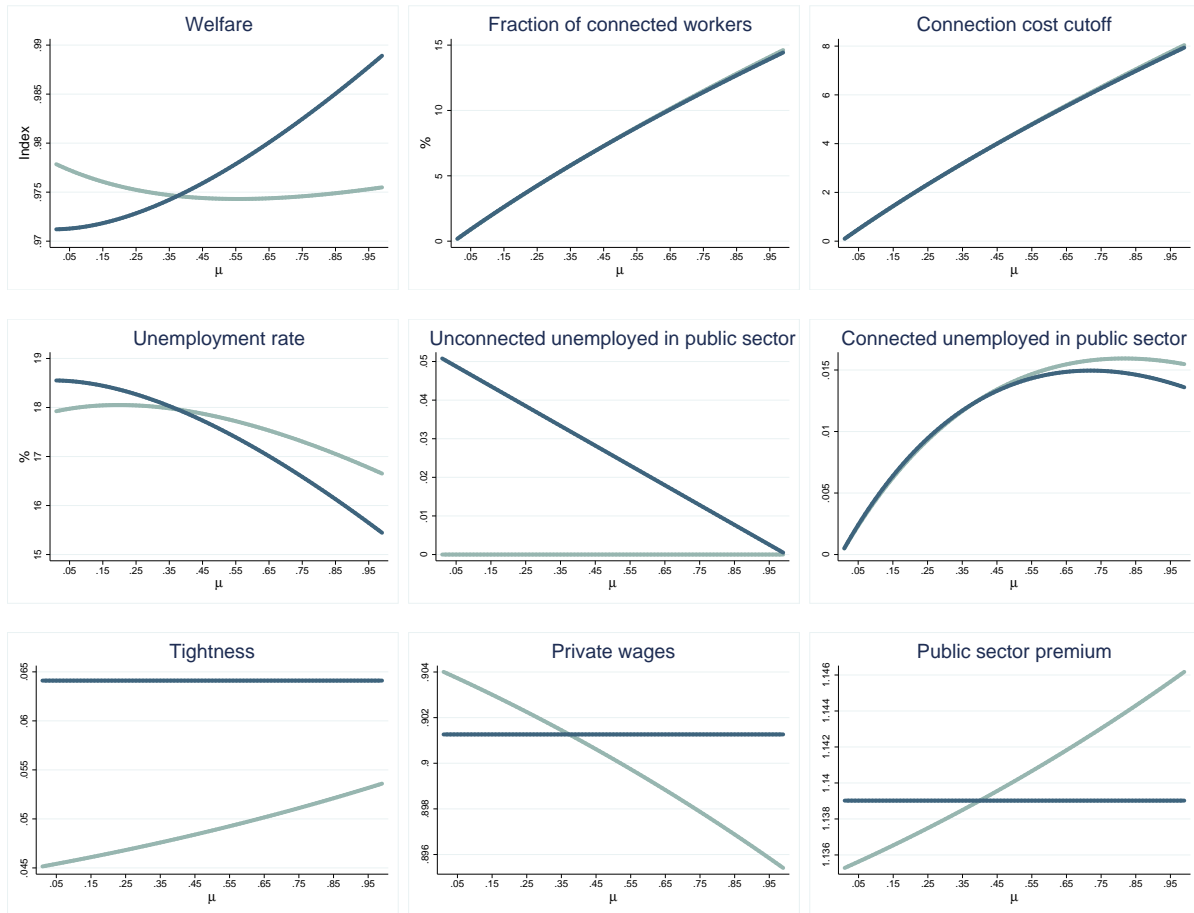 Welfare
.99
.985
.98
.975
.97
Index
.05 .15 .25 .35 .45 .55 .65 .75 .85 .95
μ
Fraction of connected workers
15
10
5
0
%
.05 .15 .25 .35 .45 .55 .65 .75 .85 .95
μ
Connection cost cutoff
8
6
4
2
0
.05 .15 .25 .35 .45 .55 .65 .75 .85 .95
μ
Unemployment rate
19
18
17
16
15
%
.05 .15 .25 .35 .45 .55 .65 .75 .85 .95
μ
Unconnected unemployed in public sector
.05
.04
.03
.02
.01
0
.05 .15 .25 .35 .45 .55 .65 .75 .85 .95
μ
Connected unemployed in public sector
.015
.01
.005
0
.05 .15 .25 .35 .45 .55 .65 .75 .85 .95
μ
Tightness
.065
.06
.055
.05
.045
.05 .15 .25 .35 .45 .55 .65 .75 .85 .95
μ
Private wages
.904
.902
.9
.898
.896
.05 .15 .25 .35 .45 .55 .65 .75 .85 .95
μ
Public sector premium
1.146
1.144
1.142
1.14
1.138
1.136
.05 .15 .25 .35 .45 .55 .65 .75 .85 .95
μ